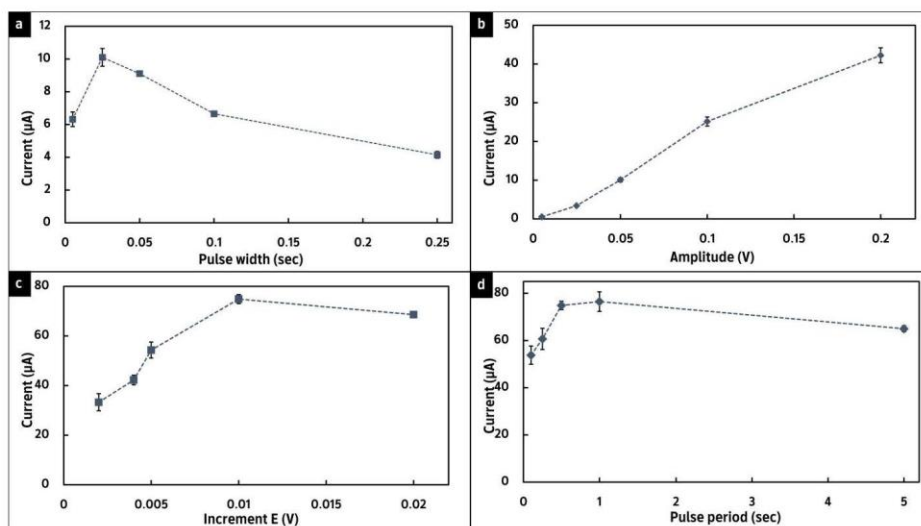 a
Current (µA)
12
10
8
6
4
2
0
0 0.05 0.1 0.15 0.2 0.25
Pulse width (sec)
b
Current (µA)
50
40
30
20
10
0
0 0.05 0.1 0.15 0.2
Amplitude (V)
c
Current (µA)
80
60
40
20
0
0 0.005 0.01 0.015 0.02
Increment E (V)
d
Current (µA)
80
60
40
20
0
0 1 2 3 4 5
Pulse period (sec)